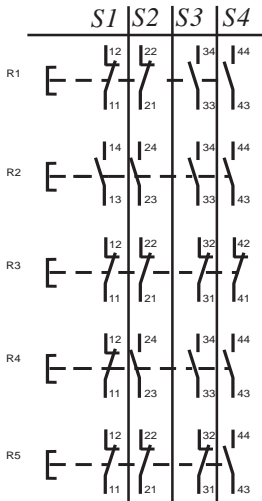 S1 S2 S3 S4
12 22 34 44
R1
11 21 33 43
14 24 34 44
R2
13 23 33 43
12 22 32 42
R3
11 21 31 41
12 24 34 44
R4
11 23 33 43
12 22 32 44
R5
11 21 31 43